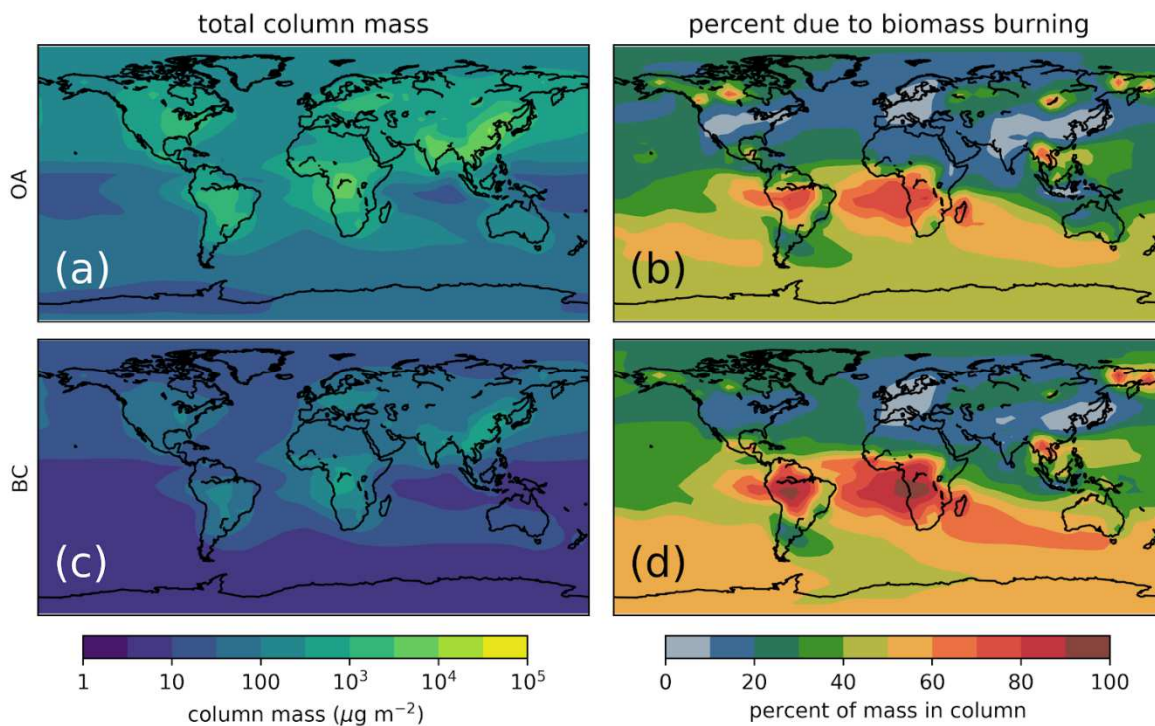 total column mass
percent due to biomass burning
OA
(a)
(b)
BC
(c)
(d)
1 10 100 10³ 10⁴ 10⁵
column mass (μg m⁻²)
0 20 40 60 80 100
percent of mass in column